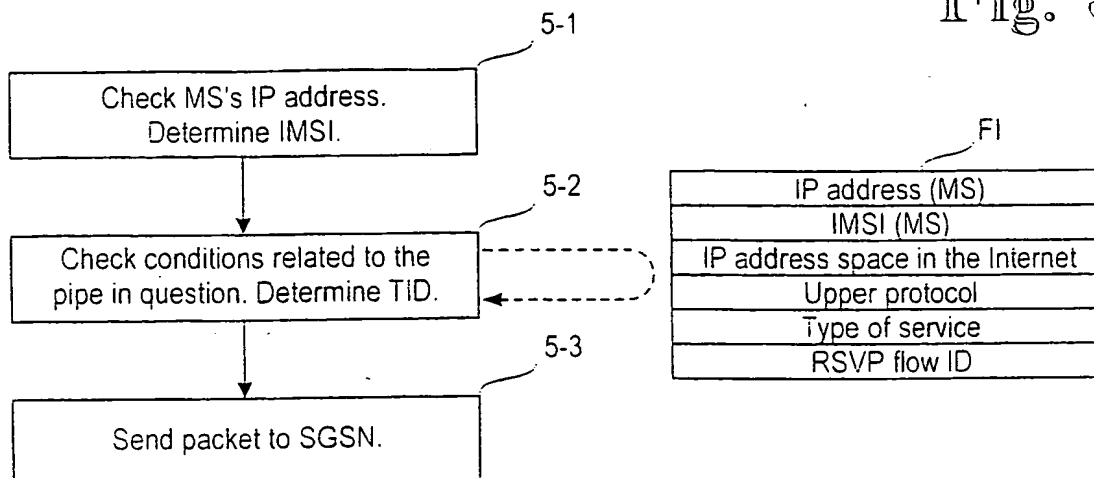 Fig.
5-1
Check MS's IP address.
Determine IMSI.
5-2
Check conditions related to the
pipe in question. Determine TID.
5-3
Send packet to SGSN.
FI
IP address (MS)
IMSI (MS)
IP address space in the Internet
Upper protocol
Type of service
RSVP flow ID